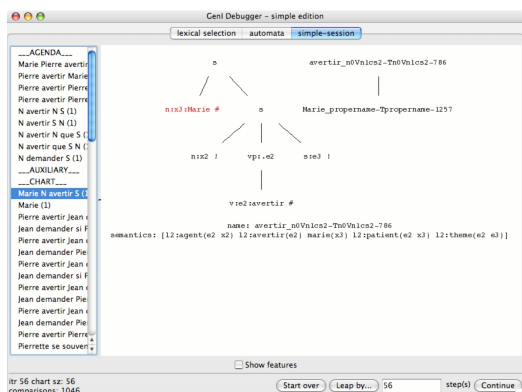 GenI Debugger – simple edition
lexical selection automata simple-session
___AGENDA___
Marie Pierre avertir
Pierre avertir Marie
Pierre avertir Pierre
Pierre avertir Pierre
N avertir N S (1)
N avertir S N (1)
N avertir N que S (
N avertir que S N (
N demander S (1)
___AUXILIARY___
___CHART___
Marie N avertir S (
Marie (1)
Pierre avertir Jean
Jean demander si
Pierre avertir Jean
Jean demander Pie
Pierre avertir Jean
Jean demander si
Pierre avertir Jean
Jean demander Pie
Pierre avertir Jean
Jean demander Pie
Pierre avertir Pierre
Pierrette se souven
s
n:x3:Marie # s
n:x2 ! vp:.e2 s:e3 !
v:e2:avertir #
avertir_n0Vn1cs2-Tn0Vn1cs2-786
Marie_propername-Tpropername-1257
name: avertir_n0Vn1cs2-Tn0Vn1cs2-786
semantics: [l2:agent(e2 x2) l2:avertir(e2) marie(x3) l2:patient(e2 x3) l2:theme(e2 e3)]
Show features
itr 56 chart sz: 56
comparisons: 1046
Start over Leap by... 56 step(s) Continue